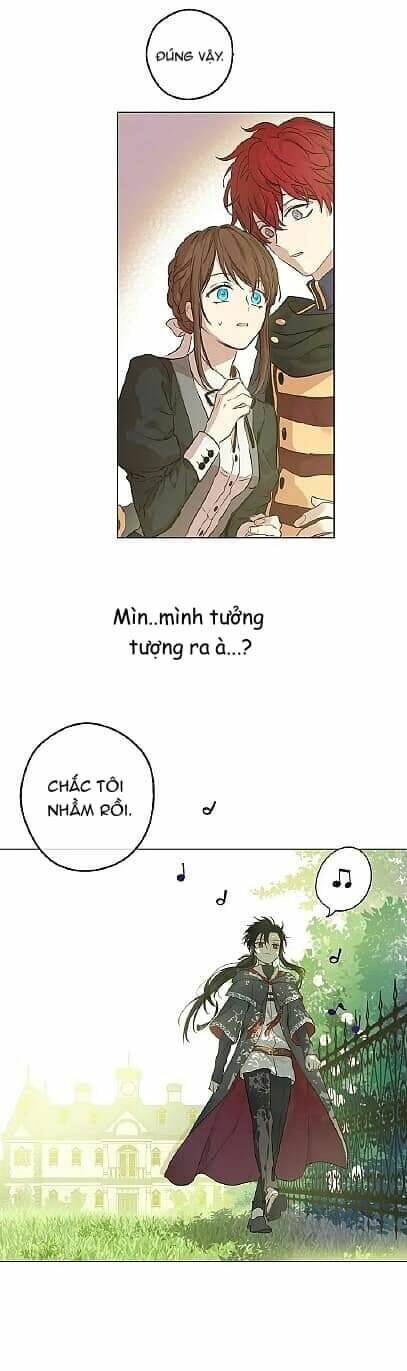 ĐÚNG VẬY.
Mìn..mình tưởng
tượng ra à...?
CHẮC TÔI
NHẦM RỒI.